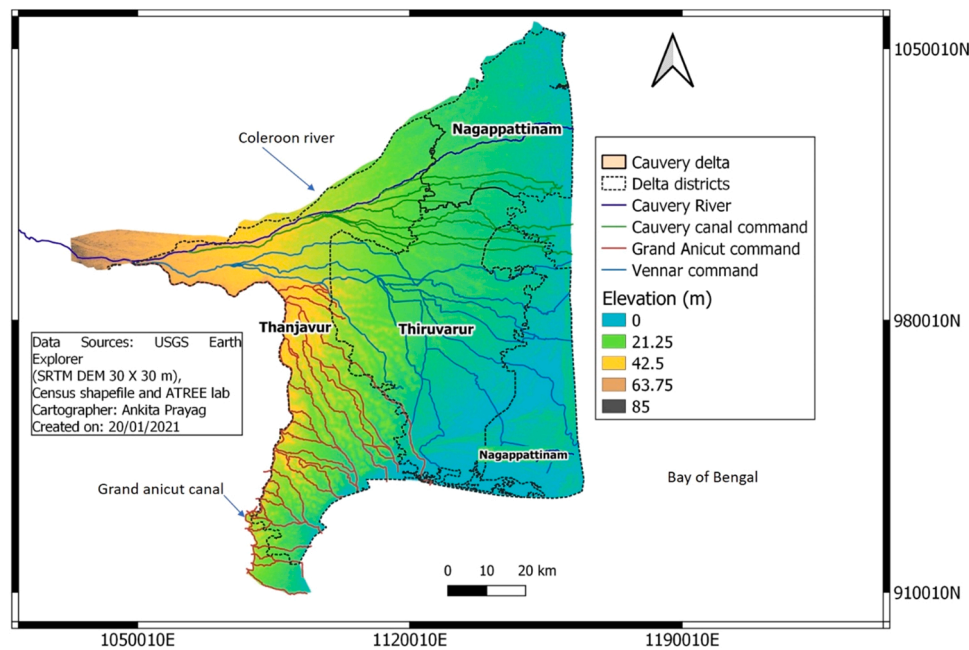 1050010N
Nagappattinam
Coleroon river
Cauvery delta
Delta districts
Cauvery River
Cauvery canal command
Grand Anicut command
Vennar command
Elevation (m)
0
21.25
42.5
63.75
85
980010N
Thanjavur
Thiruvarur
Data Sources: USGS Earth
Explorer
(SRTM DEM 30 X 30 m),
Census shapefile and ATREE lab
Cartographer: Ankita Prayag
Created on: 20/01/2021
Nagappattinam
Bay of Bengal
Grand anicut canal
0 10 20 km
910010N
1050010E 1120010E 1190010E